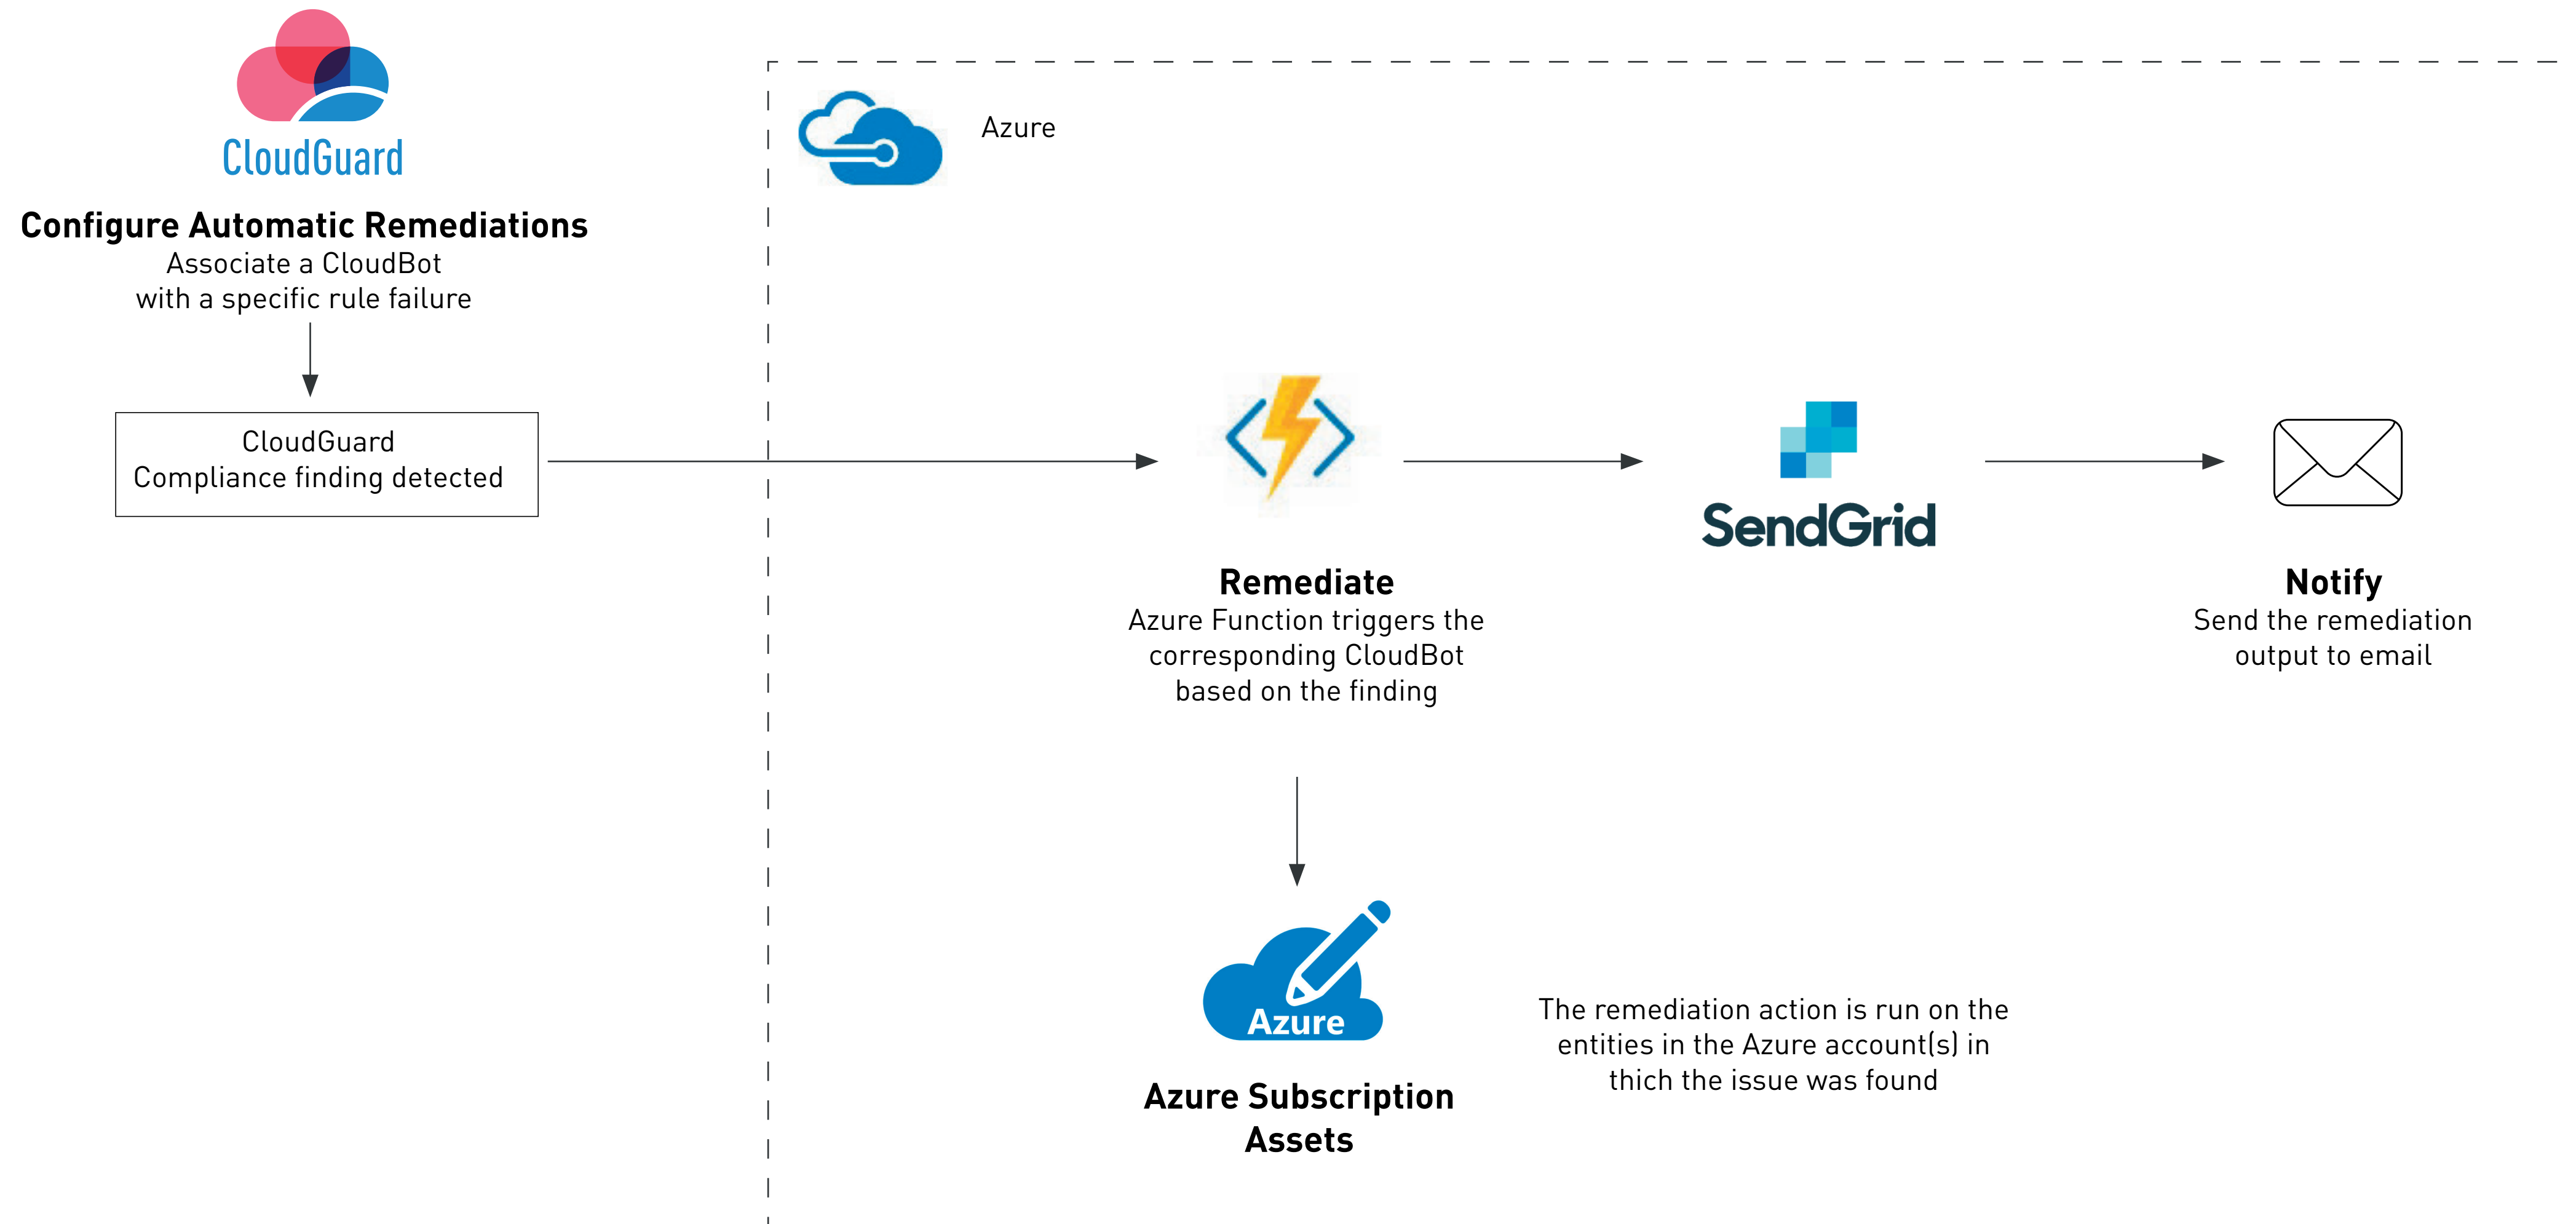 CloudGuard
Configure Automatic Remediations
Associate a CloudBot
with a specific rule failure
CloudGuard
Compliance finding detected
Azure
SendGrid
Remediate
Azure Function triggers the
corresponding CloudBot
based on the finding
Notify
Send the remediation
output to email
Azure
Azure Subscription
Assets
The remediation action is run on the
entities in the Azure account(s) in
thich the issue was found